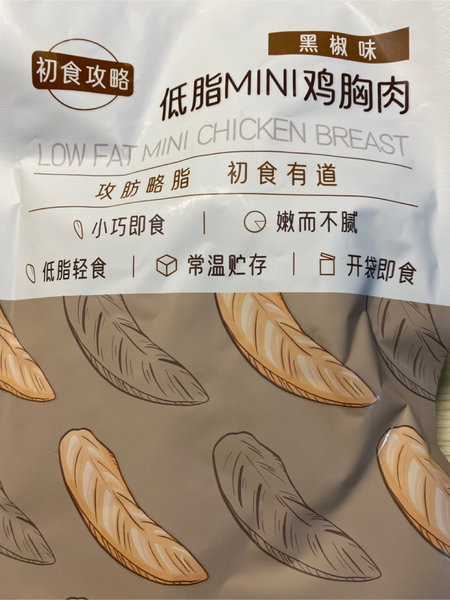 黑椒味
初食攻略
低脂MINI鸡胸肉
LOW FAT MINI CHICKEN BREAST
攻肪略脂 初食有道
小巧即食 | 嫩而不腻
低脂轻食 | 常温贮存 | 开袋即食